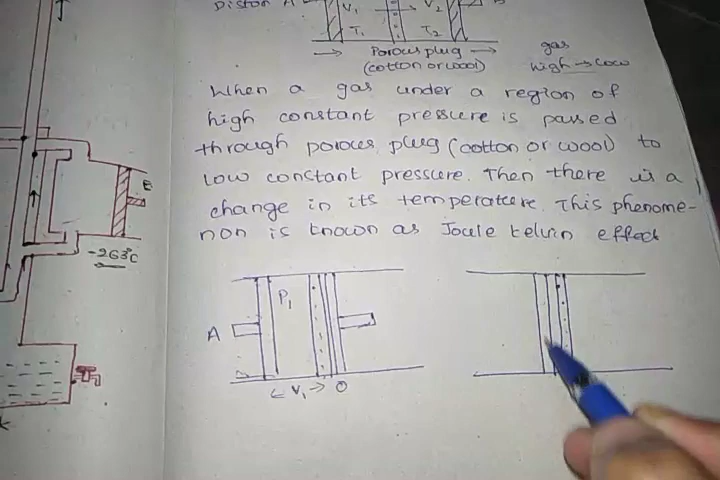 Piston A
V₁ V₂
T₁ T₂
Porous plug
(cotton or wool)
gas
high → low
When a gas under a region of
high constant pressure is passed
through porous plug (cotton or wool) to
low constant pressure. Then there is a
change in its temperature. This phenome-
non is known as Joule Kelvin effect
B
-263°C
A
P₁
← V₁ → 0